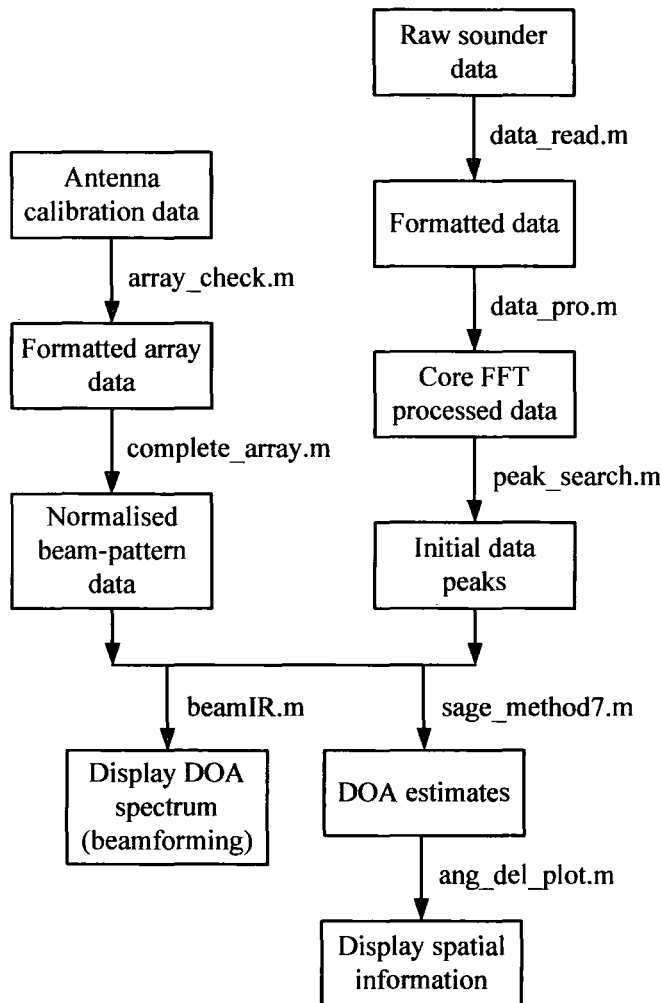 Raw sounder
data
data_read.m
Antenna
calibration data
Formatted data
array_check.m
data_pro.m
Formatted array
data
Core FFT
processed data
complete_array.m
peak_search.m
Normalised
beam-pattern
data
Initial data
peaks
beamIR.m
sage_method7.m
Display DOA
spectrum
(beamforming)
DOA estimates
ang_del_plot.m
Display spatial
information